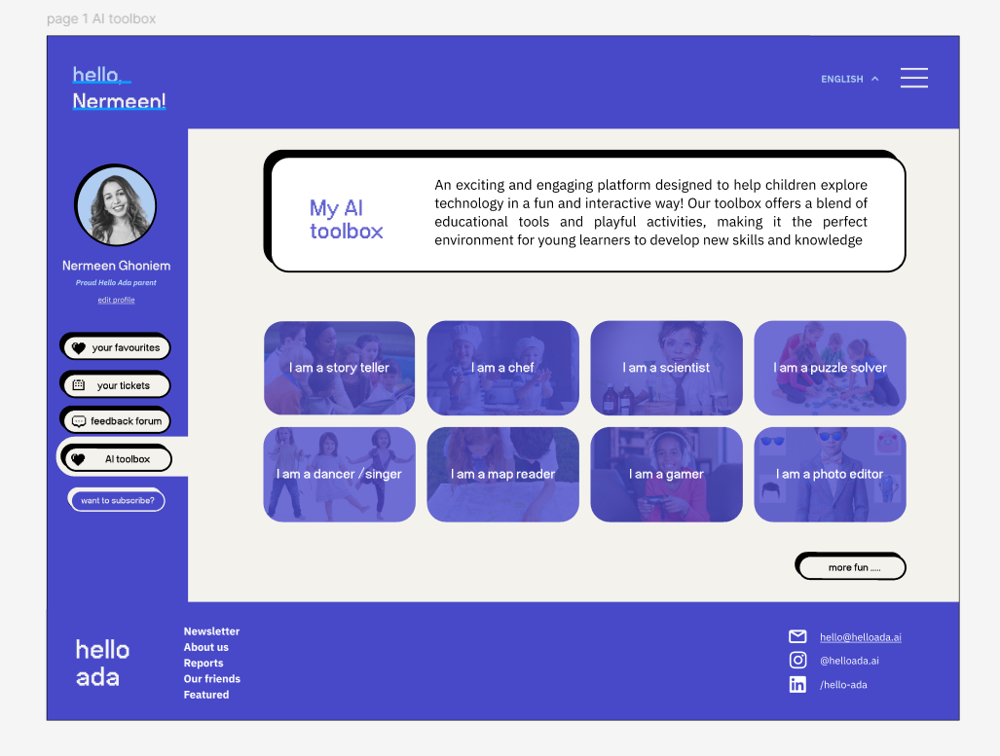 page 1 AI toolbox
hello,
Nermeen!
ENGLISH
Nermeen Ghoniem
Proud Hello Ada parent
edit profile
your favourites
your tickets
feedback forum
AI toolbox
want to subscribe?
My AI
toolbox
An exciting and engaging platform designed to help children explore
technology in a fun and interactive way! Our toolbox offers a blend of
educational tools and playful activities, making it the perfect
environment for young learners to develop new skills and knowledge
I am a story teller
I am a chef
I am a scientist
I am a puzzle solver
I am a dancer /singer
I am a map reader
I am a gamer
I am a photo editor
more fun .....
hello
ada
Newsletter
About us
Reports
Our friends
Featured
hello@helloada.ai
@helloada.ai
/hello-ada